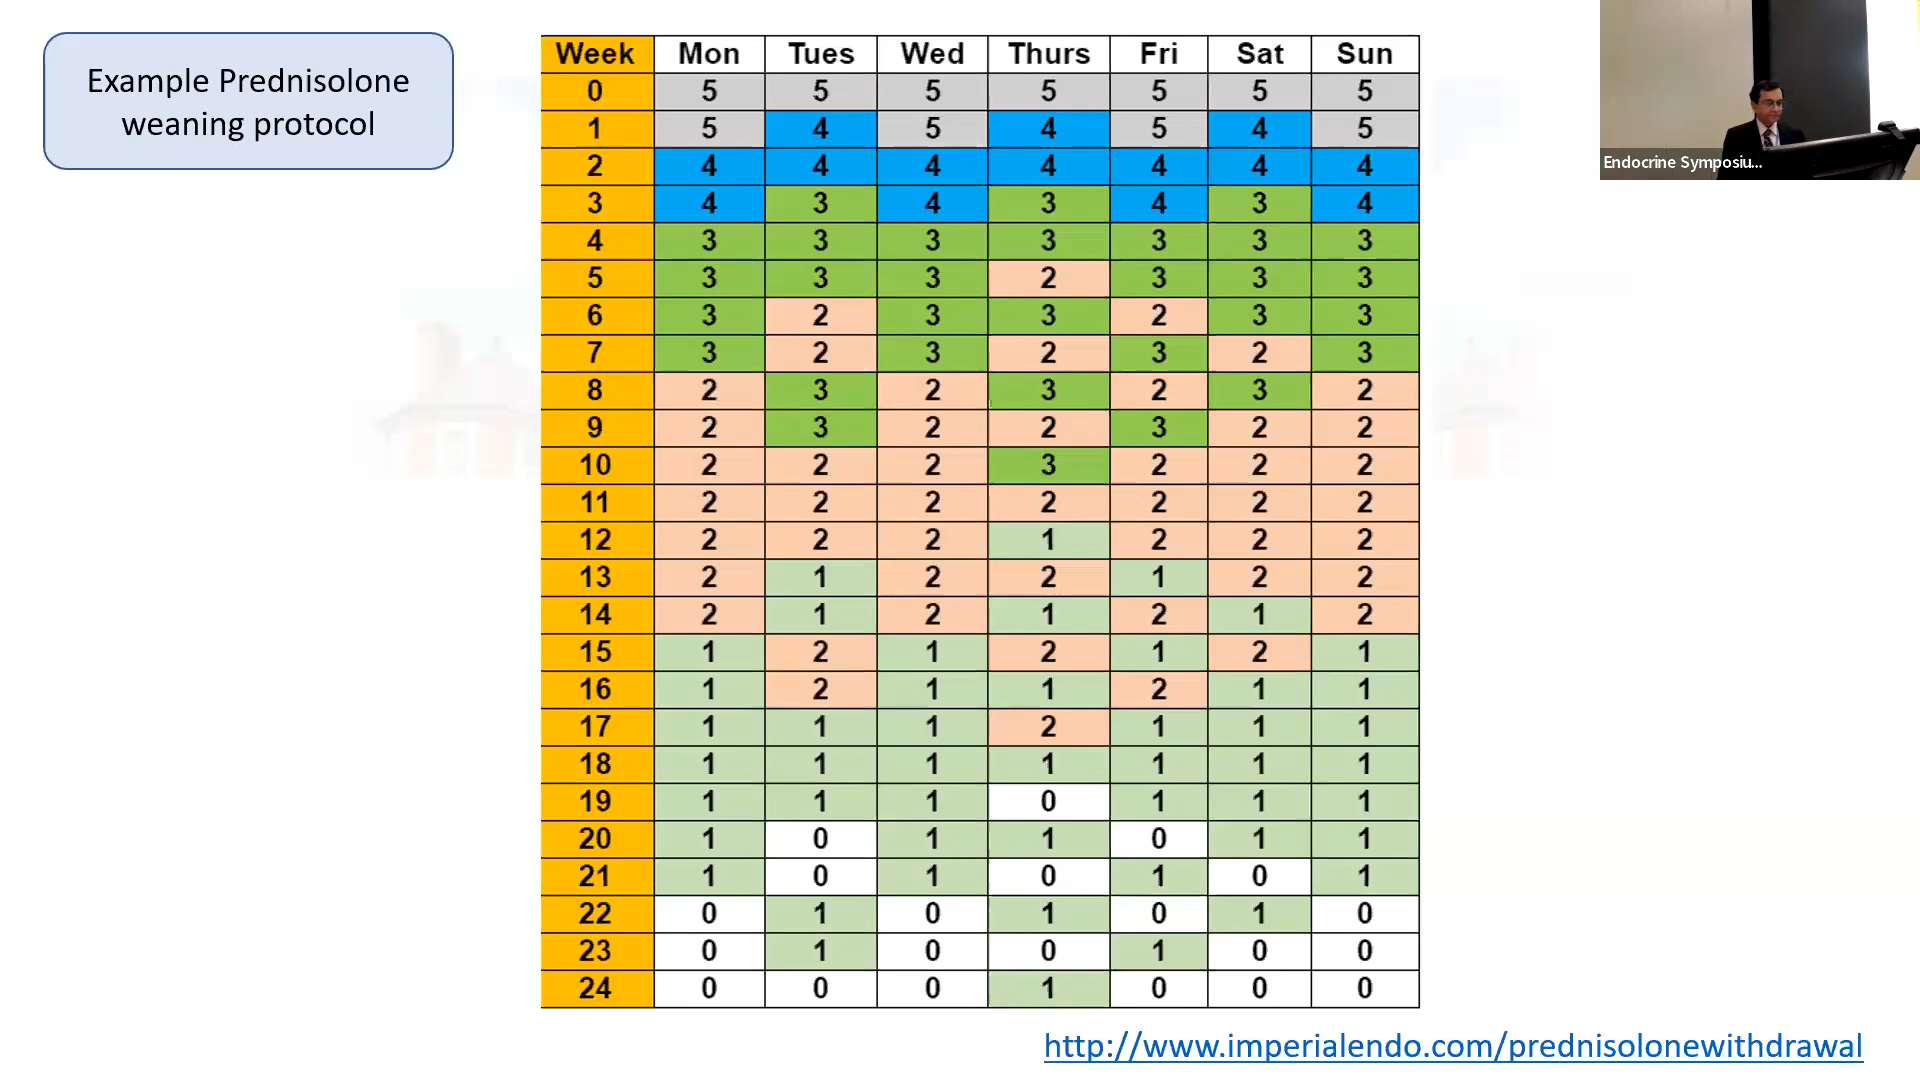 Example Prednisolone
weaning protocol
Week Mon Tues Wed Thurs Fri Sat Sun
0 5 5 5 5 5 5 5
1 5 4 5 4 5 4 5
2 4 4 4 4 4 4 4
3 4 3 4 3 4 3 4
4 3 3 3 3 3 3 3
5 3 3 3 2 3 3 3
6 3 2 3 3 2 3 3
7 3 2 3 2 3 2 3
8 2 3 2 3 2 3 2
9 2 3 2 2 3 2 2
10 2 2 2 3 2 2 2
11 2 2 2 2 2 2 2
12 2 2 2 1 2 2 2
13 2 1 2 2 1 2 2
14 2 1 2 1 2 1 2
15 1 2 1 2 1 2 1
16 1 2 1 1 2 1 1
17 1 1 1 2 1 1 1
18 1 1 1 1 1 1 1
19 1 1 1 0 1 1 1
20 1 0 1 1 0 1 1
21 1 0 1 0 1 0 1
22 0 1 0 1 0 1 0
23 0 1 0 0 1 0 0
24 0 0 0 1 0 0 0
http://www.imperialendo.com/prednisolonewithdrawal
Endocrine Symposiu...